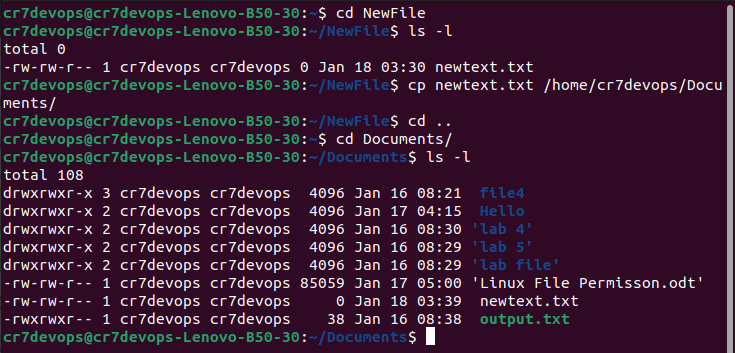 cr7devops@cr7devops-Lenovo-B50-30:~$ cd NewFile
cr7devops@cr7devops-Lenovo-B50-30:~/NewFile$ ls -l
total 0
-rw-rw-r-- 1 cr7devops cr7devops 0 Jan 18 03:30 newtext.txt
cr7devops@cr7devops-Lenovo-B50-30:~/NewFile$ cp newtext.txt /home/cr7devops/Docu
ments/
cr7devops@cr7devops-Lenovo-B50-30:~/NewFile$ cd ..
cr7devops@cr7devops-Lenovo-B50-30:~$ cd Documents/
cr7devops@cr7devops-Lenovo-B50-30:~/Documents$ ls -l
total 108
drwxrwxr-x 3 cr7devops cr7devops  4096 Jan 16 08:21  file4
drwxrwxr-x 2 cr7devops cr7devops  4096 Jan 17 04:15  Hello
drwxrwxr-x 2 cr7devops cr7devops  4096 Jan 16 08:30 'lab 4'
drwxrwxr-x 2 cr7devops cr7devops  4096 Jan 16 08:29 'lab 5'
drwxrwxr-x 2 cr7devops cr7devops  4096 Jan 16 08:29 'lab file'
-rw-rw-r-- 1 cr7devops cr7devops 85059 Jan 17 05:00 'Linux File Permisson.odt'
-rw-rw-r-- 1 cr7devops cr7devops     0 Jan 18 03:39  newtext.txt
-rwxrw-r-- 1 cr7devops cr7devops    38 Jan 16 08:38  output.txt
cr7devops@cr7devops-Lenovo-B50-30:~/Documents$